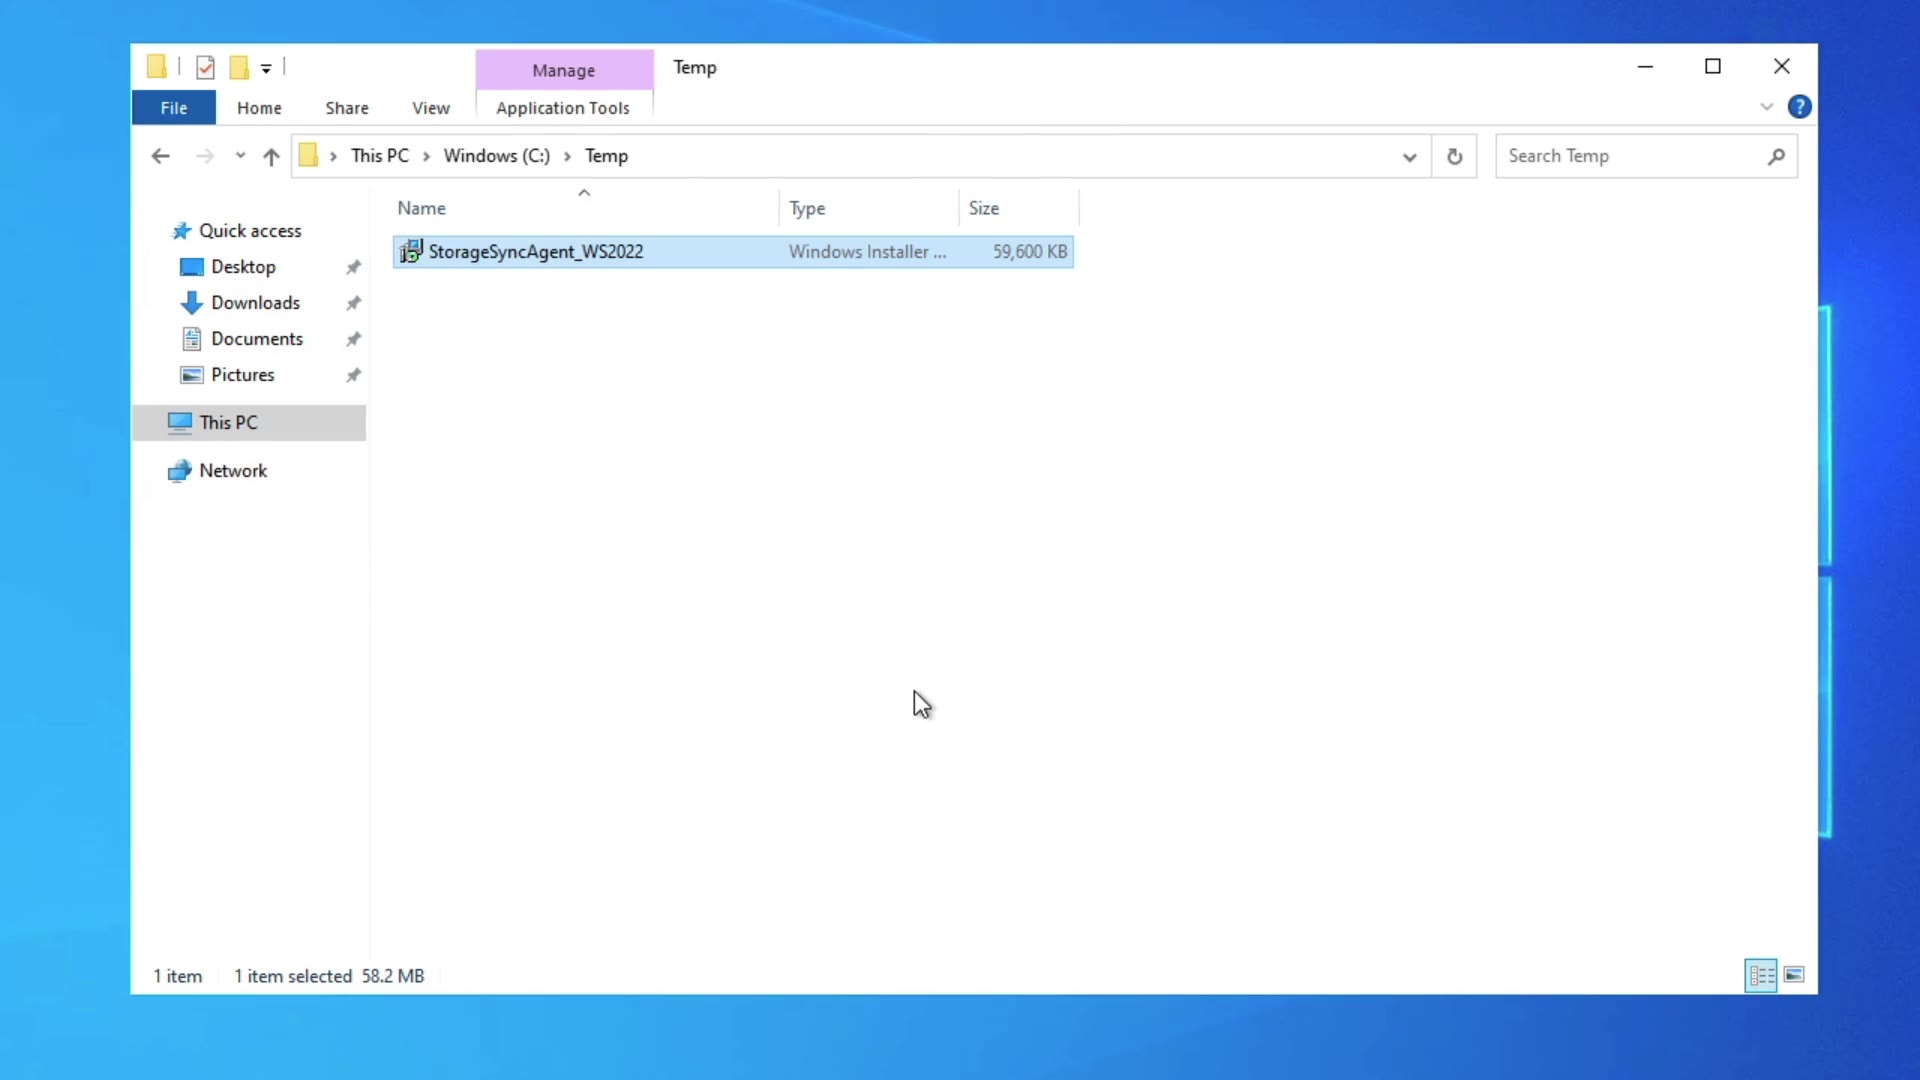 Manage
Temp
File
Home
Share
View
Application Tools
?
This PC
Windows (C:)
Temp
Search Temp
Name
Type
Size
Quick access
StorageSyncAgent_WS2022
Windows Installer ...
59,600 KB
Desktop
Downloads
Documents
Pictures
This PC
Network
1 item
1 item selected 58.2 MB